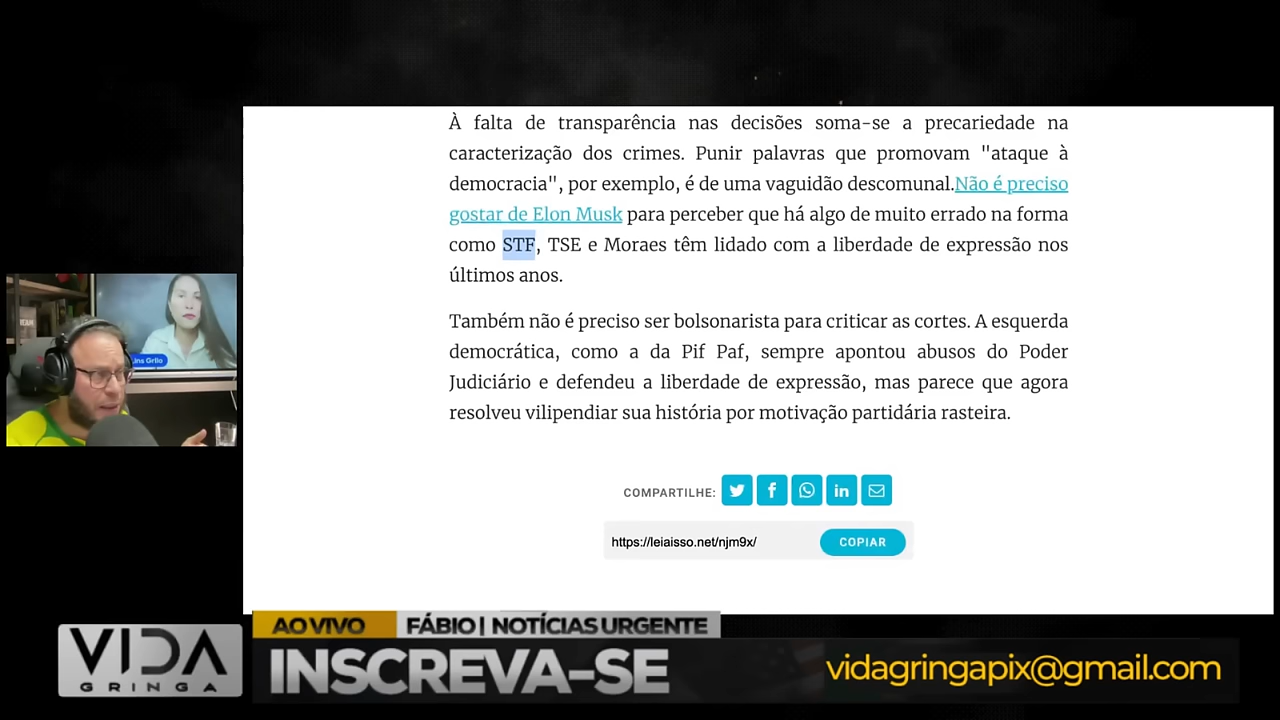 À falta de transparência nas decisões soma-se a precariedade na
caracterização dos crimes. Punir palavras que promovam "ataque à
democracia", por exemplo, é de uma vaguidão descomunal.Não é preciso
gostar de Elon Musk para perceber que há algo de muito errado na forma
como STF, TSE e Moraes têm lidado com a liberdade de expressão nos
últimos anos.
Também não é preciso ser bolsonarista para criticar as cortes. A esquerda
democrática, como a da Pif Paf, sempre apontou abusos do Poder
Judiciário e defendeu a liberdade de expressão, mas parece que agora
resolveu vilipendiar sua história por motivação partidária rasteira.
COMPARTILHE:
https://leiaisso.net/njm9x/ COPIAR
ins Grilo
AO VIVO FÁBIO | NOTÍCIAS URGENTE
VIDA
GRINGA
INSCREVA-SE
vidagringapix@gmail.com